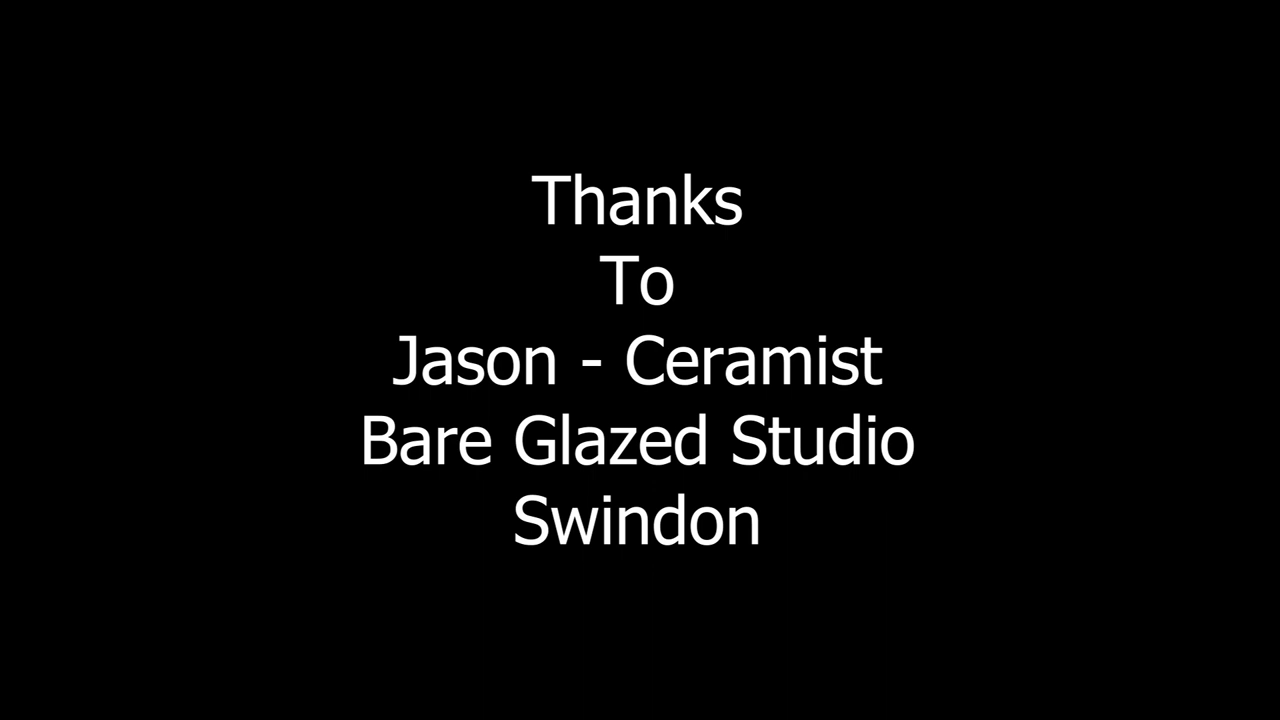 Thanks
To
Jason - Ceramist
Bare Glazed Studio
Swindon